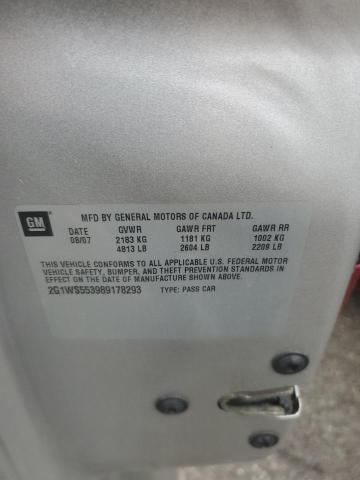 GM
MFD BY GENERAL MOTORS OF CANADA LTD.
DATE GVWR GAWR FRT GAWR RR
08/07 2183 KG 1181 KG 1002 KG
4813 LB 2604 LB 2209 LB
THIS VEHICLE CONFORMS TO ALL APPLICABLE U.S. FEDERAL MOTOR
VEHICLE SAFETY, BUMPER, AND THEFT PREVENTION STANDARDS IN
EFFECT ON THE DATE OF MANUFACTURE SHOWN ABOVE.
2G1WS553989178293 TYPE: PASS CAR